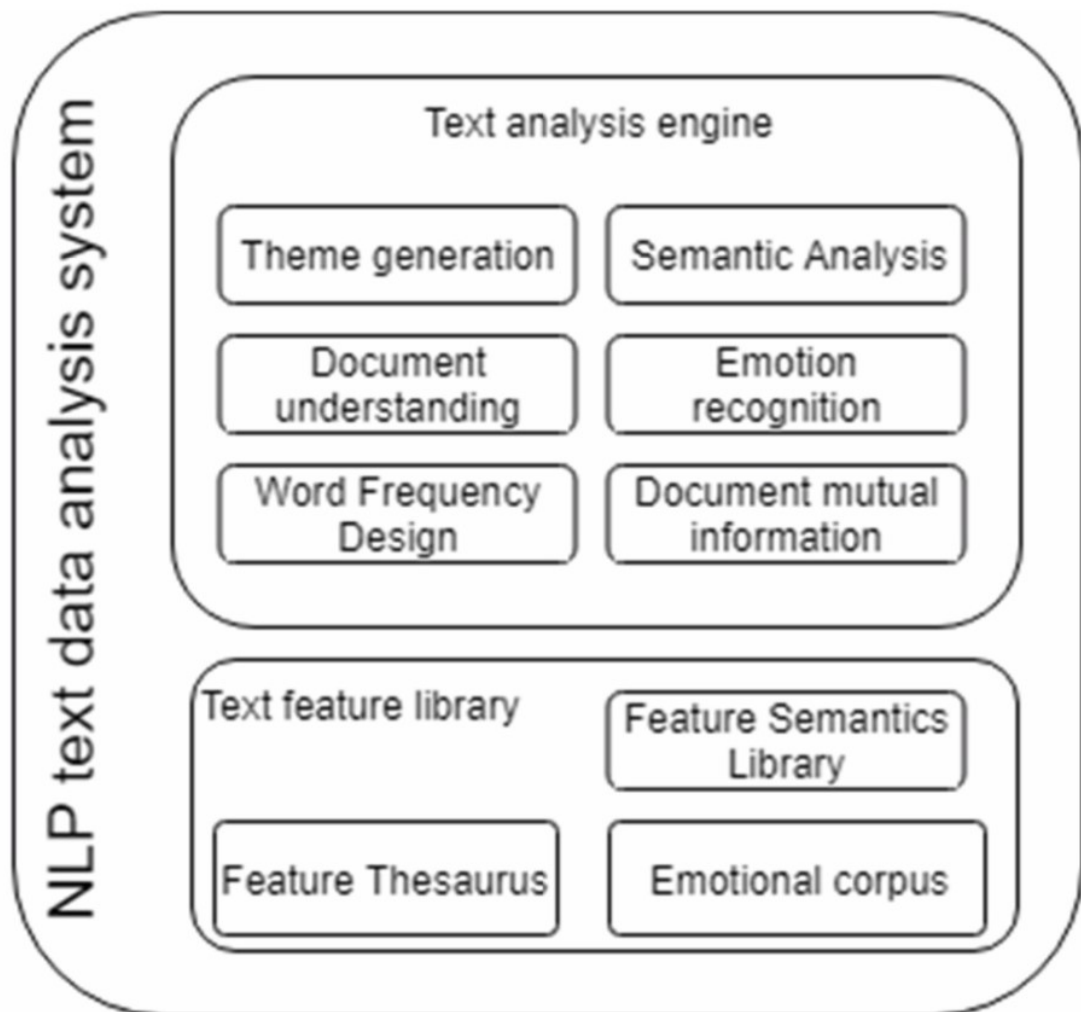 NLP text data analysis system
Text analysis engine
Theme generation
Semantic Analysis
Document
understanding
Emotion
recognition
Word Frequency
Design
Document mutual
information
Text feature library
Feature Semantics
Library
Feature Thesaurus
Emotional corpus